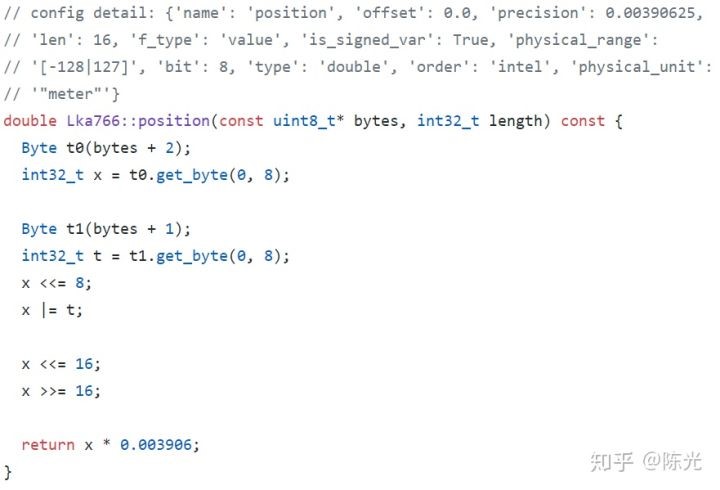 // config detail: {'name': 'position', 'offset': 0.0, 'precision': 0.00390625,
// 'len': 16, 'f_type': 'value', 'is_signed_var': True, 'physical_range':
// '[-128|127]', 'bit': 8, 'type': 'double', 'order': 'intel', 'physical_unit':
// '"meter"'}
double Lka766::position(const uint8_t* bytes, int32_t length) const {
  Byte t0(bytes + 2);
  int32_t x = t0.get_byte(0, 8);

  Byte t1(bytes + 1);
  int32_t t = t1.get_byte(0, 8);
  x <<= 8;
  x |= t;

  x <<= 16;
  x >>= 16;

  return x * 0.003906;
}
知乎 @陈光